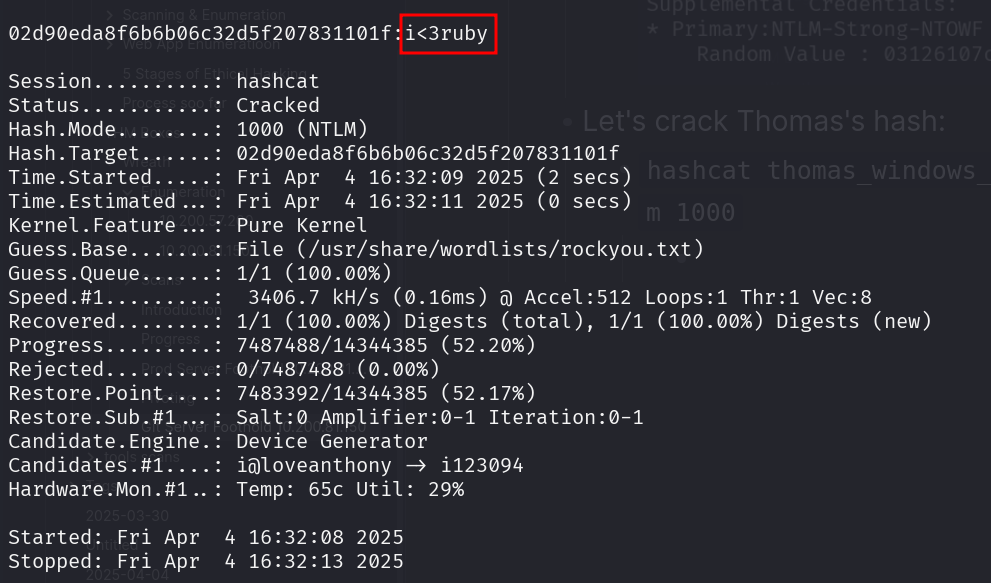 02d90eda8f6b6b06c32d5f207831101f:i<3ruby
Session..........: hashcat
Status...........: Cracked
Hash.Mode........: 1000 (NTLM)
Hash.Target......: 02d90eda8f6b6b06c32d5f207831101f
Time.Started.....: Fri Apr  4 16:32:09 2025 (2 secs)
Time.Estimated...: Fri Apr  4 16:32:11 2025 (0 secs)
Kernel.Feature...: Pure Kernel
Guess.Base.......: File (/usr/share/wordlists/rockyou.txt)
Guess.Queue......: 1/1 (100.00%)
Speed.#1.........:  3406.7 kH/s (0.16ms) @ Accel:512 Loops:1 Thr:1 Vec:8
Recovered........: 1/1 (100.00%) Digests (total), 1/1 (100.00%) Digests (new)
Progress.........: 7487488/14344385 (52.20%)
Rejected.........: 0/7487488 (0.00%)
Restore.Point....: 7483392/14344385 (52.17%)
Restore.Sub.#1...: Salt:0 Amplifier:0-1 Iteration:0-1
Candidate.Engine.: Device Generator
Candidates.#1....: i@loveanthony -> i123094
Hardware.Mon.#1..: Temp: 65c Util: 29%
Started: Fri Apr  4 16:32:08 2025
Stopped: Fri Apr  4 16:32:13 2025
Supplemental Credentials:
* Primary:NTLM-Strong-NTOWF
Random Value : 03126107
Let's crack Thomas's hash:
hashcat thomas_windows_
m 1000
Scanning & Enumeration
Web App Enumeratioon
5 Stages of Ethical
Enumeration
Scans
Introduction
Progress
Git Server Foothold
2025-03-30
2025-04-04